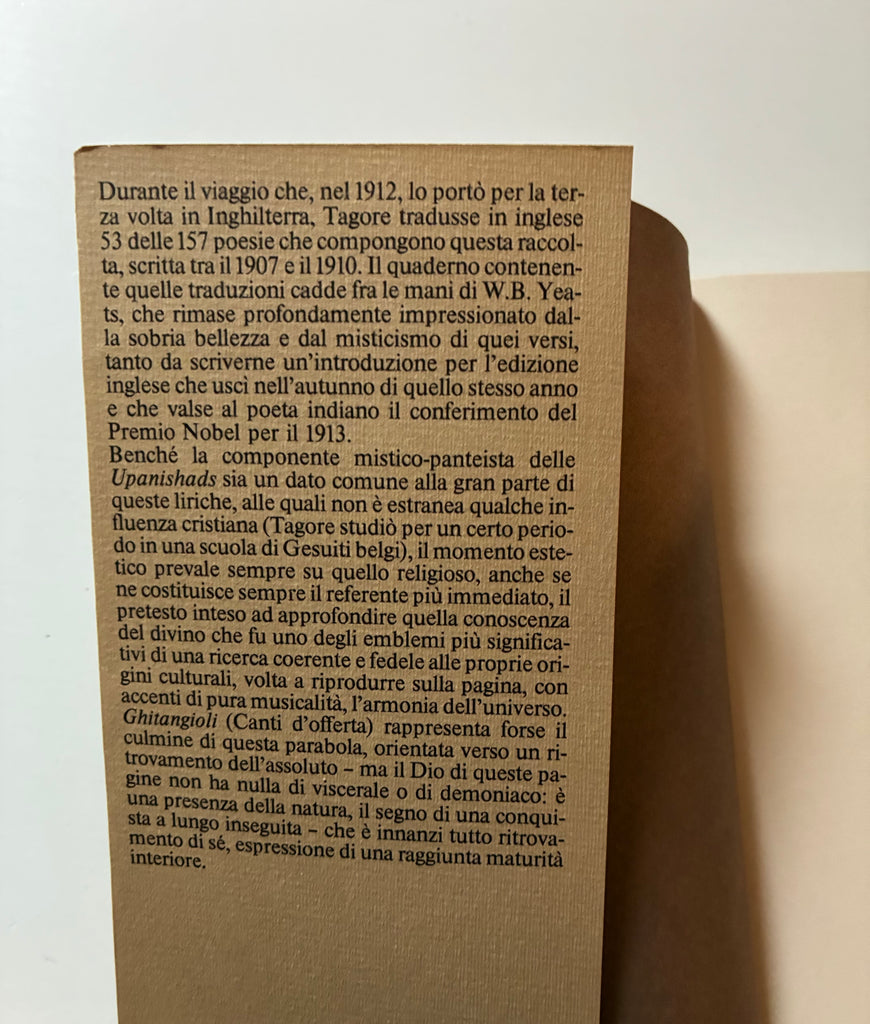 Durante il viaggio che, nel 1912, lo portò per la ter-
za volta in Inghilterra, Tagore tradusse in inglese
53 delle 157 poesie che compongono questa raccol-
ta, scritta tra il 1907 e il 1910. Il quaderno contenen-
te quelle traduzioni cadde fra le mani di W.B. Yea-
ts, che rimase profondamente impressionato dal-
la sobria bellezza e dal misticismo di quei versi,
tanto da scriverne un'introduzione per l'edizione
inglese che uscì nell'autunno di quello stesso anno
e che valse al poeta indiano il conferimento del
Premio Nobel per il 1913.
Benché la componente mistico-panteista delle
Upanishads sia un dato comune alla gran parte di
queste liriche, alle quali non è estranea qualche in-
fluenza cristiana (Tagore studiò per un certo perio-
do in una scuola di Gesuiti belgi), il momento este-
tico prevale sempre su quello religioso, anche se
ne costituisce sempre il referente più immediato, il
pretesto inteso ad approfondire quella conoscenza
del divino che fu uno degli emblemi più significa-
tivi di una ricerca coerente e fedele alle proprie ori-
gini culturali, volta a riprodurre sulla pagina, con
accenti di pura musicalità, l'armonia dell'universo.
Ghitangioli (Canti d'offerta) rappresenta forse il
culmine di questa parabola, orientata verso un ri-
trovamento dell'assoluto – ma il Dio di queste pa-
gine non ha nulla di viscerale o di demoniaco: è
una presenza della natura, il segno di una conqui-
sta a lungo inseguita – che è innanzi tutto ritrova-
mento di sé, espressione di una raggiunta maturità
interiore.